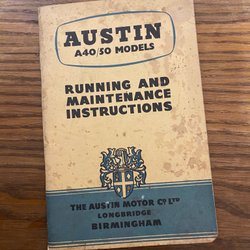 AUSTIN
A40/50 MODELS
RUNNING AND
MAINTENANCE
INSTRUCTIONS
THE AUSTIN MOTOR CO LTD
LONGBRIDGE
BIRMINGHAM